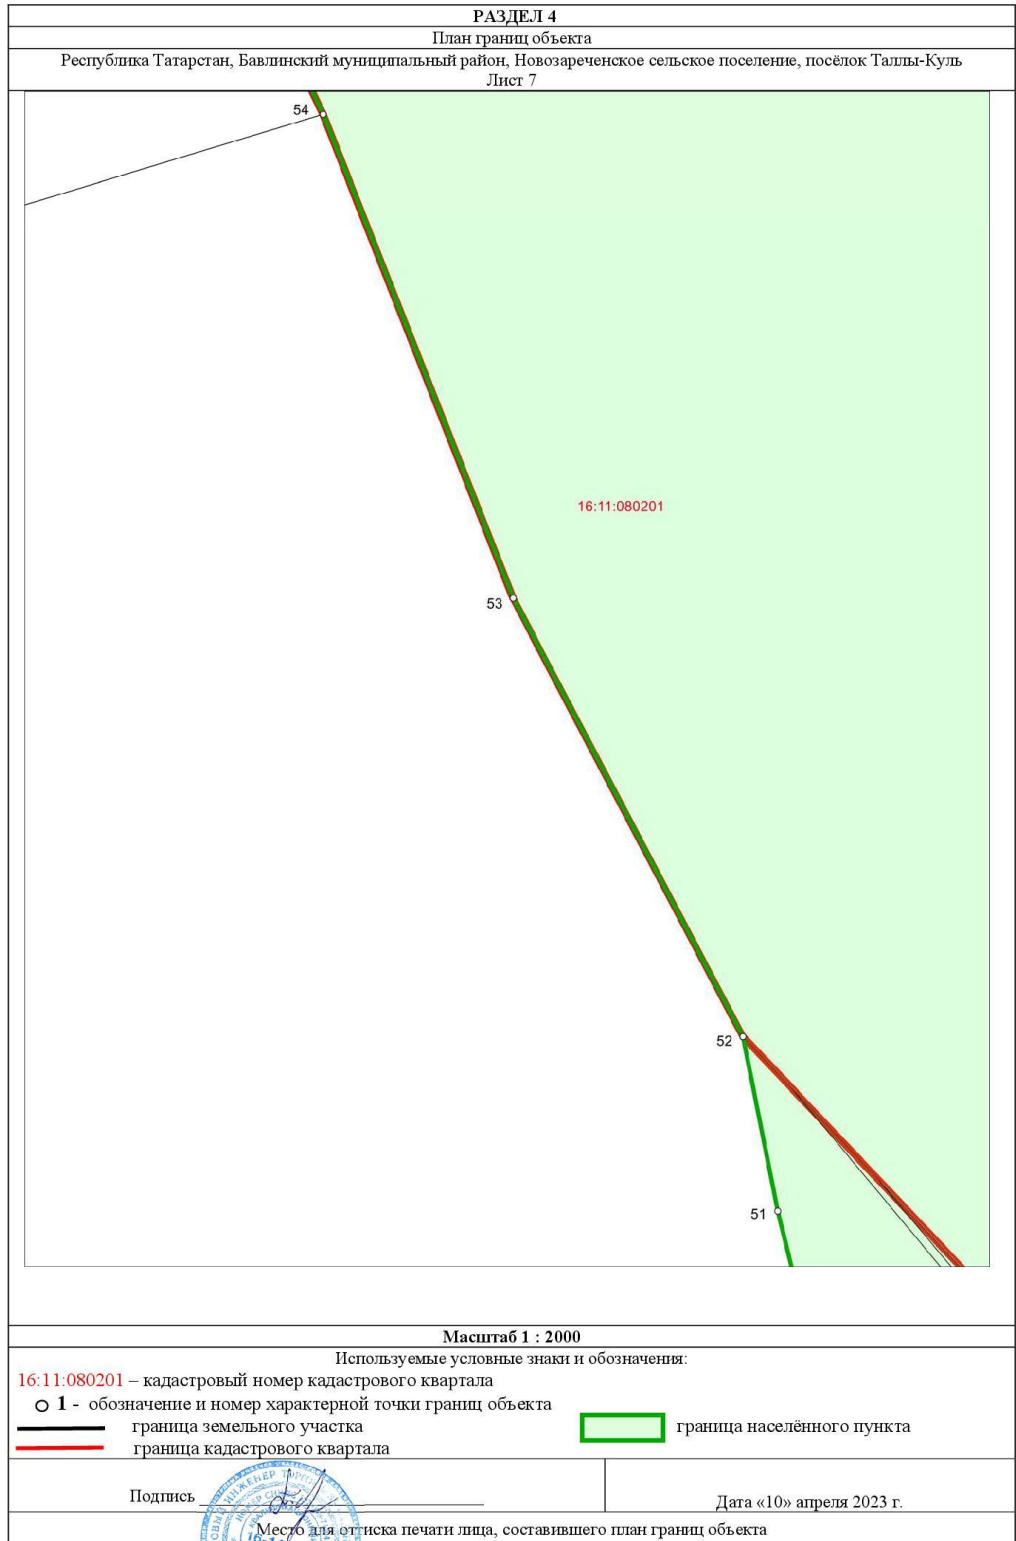 РАЗДЕЛ 4
План границ объекта
Республика Татарстан, Бавлинский муниципальный район, Новозареченское сельское поселение, посёлок Таллы-Куль
Лист 7
54
16:11:080201
53
52
51
Масштаб 1 : 2000
Используемые условные знаки и обозначения:
16:11:080201 – кадастровый номер кадастрового квартала
1 - обозначение и номер характерной точки границ объекта
граница земельного участка
граница населённого пункта
граница кадастрового квартала
Подпись
Дата «10» апреля 2023 г.
Место для оттиска печати лица, составившего план границ объекта